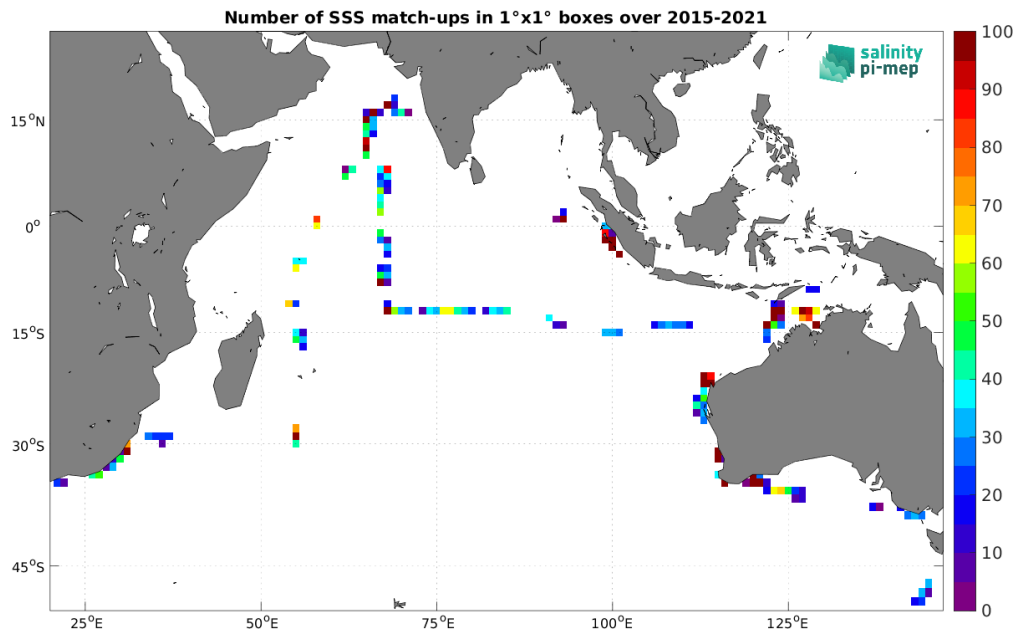 Number of SSS match-ups in 1°x1° boxes over 2015-2021
salinity
pi-mep
15°N
0°
15°S
30°S
45°S
25°E
50°E
75°E
100°E
125°E
100
90
80
70
60
50
40
30
20
10
0